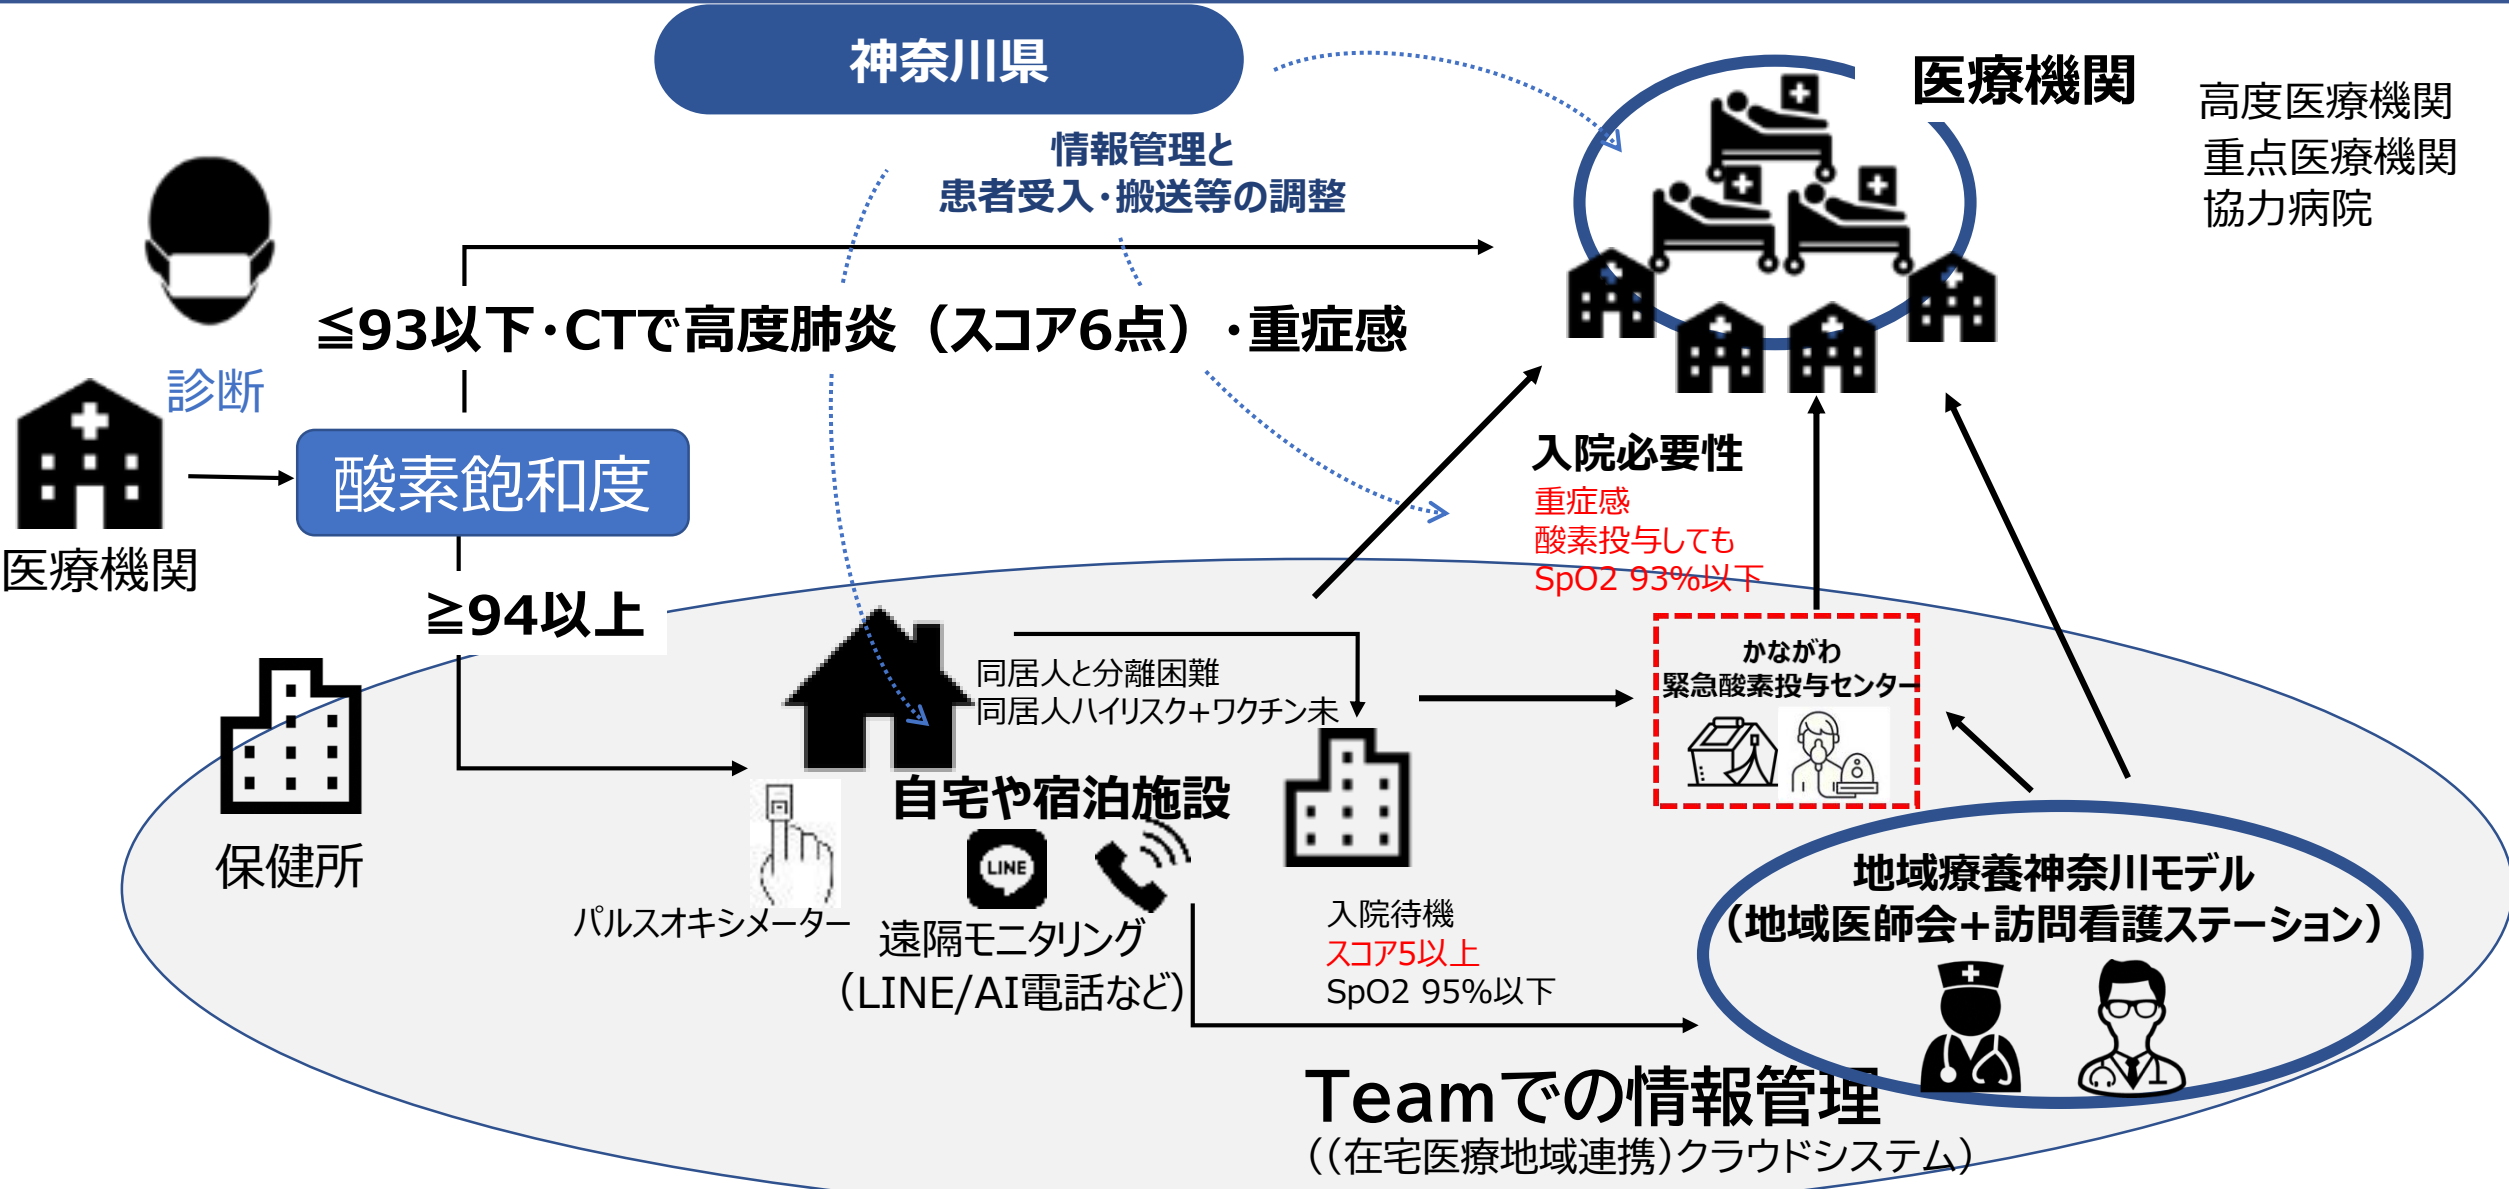 神奈川県
情報管理と
患者受入・搬送等の調整
医療機関
高度医療機関
重点医療機関
協力病院
≦93以下・CTで高度肺炎（スコア6点）・重症感
診断
医療機関
酸素飽和度
≧94以上
入院必要性
重症感
酸素投与しても
SpO2 93%以下
保健所
同居人と分離困難
同居人ハイリスク+ワクチン未
かながわ
緊急酸素投与センター
自宅や宿泊施設
パルスオキシメーター
LINE
遠隔モニタリング
（LINE/AI電話など）
入院待機
スコア5以上
SpO2 95%以下
地域療養神奈川モデル
（地域医師会+訪問看護ステーション）
Teamでの情報管理
（（在宅医療地域連携）クラウドシステム）